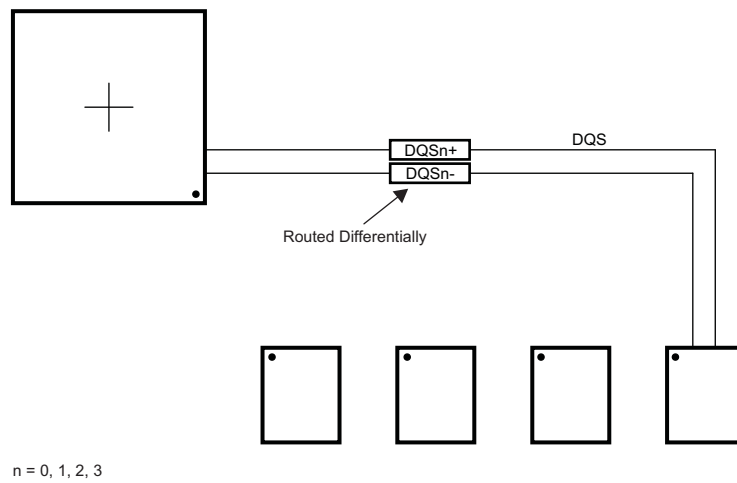 DQSn+
DQS
DQSn-
Routed Differentially
n = 0, 1, 2, 3